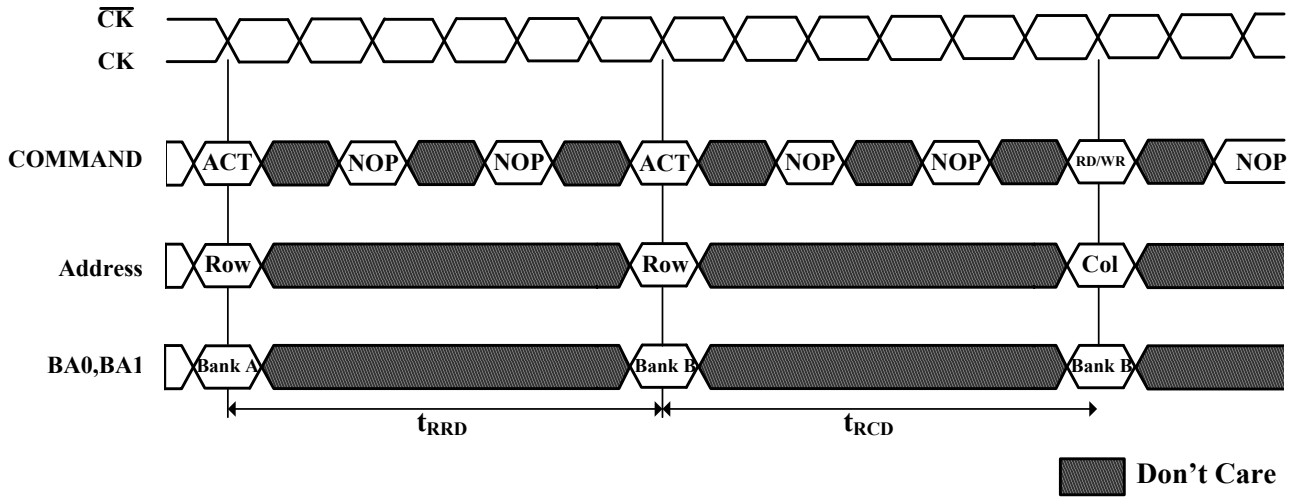 CK
CK
COMMAND ACT NOP NOP ACT NOP NOP RD/WR NOP
Address Row Row Col
BA0,BA1 Bank A Bank B Bank B
tRRD tRCD
Don't Care